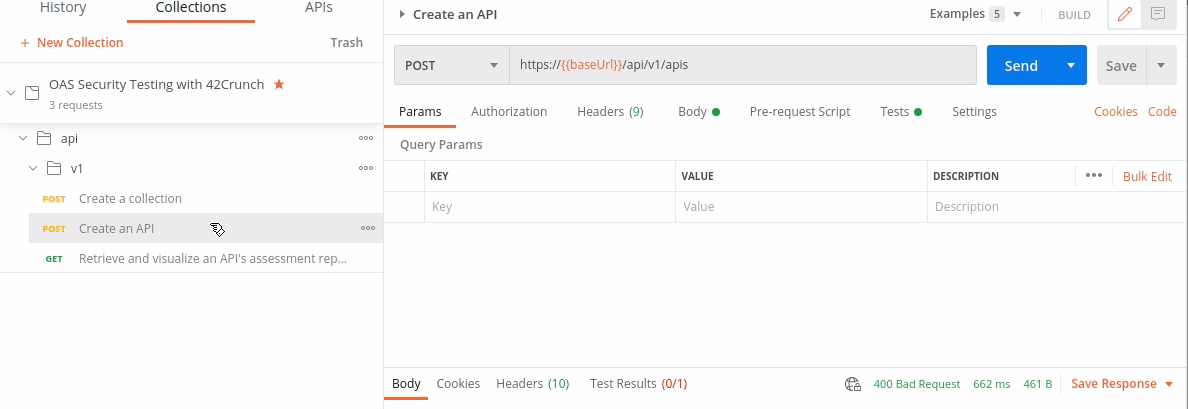 History Collections APIs
+ New Collection Trash
OAS Security Testing with 42Crunch ★
3 requests
api
v1
POST Create a collection
POST Create an API
GET Retrieve and visualize an API's assessment rep...
Create an API Examples 5 BUILD
POST https://{{baseUrl}}/api/v1/apis Send Save
Params Authorization Headers (9) Body Pre-request Script Tests Settings Cookies Code
Query Params
KEY VALUE DESCRIPTION ••• Bulk Edit
Key Value Description
Body Cookies Headers (10) Test Results (0/1) 400 Bad Request 662 ms 461 B Save Response